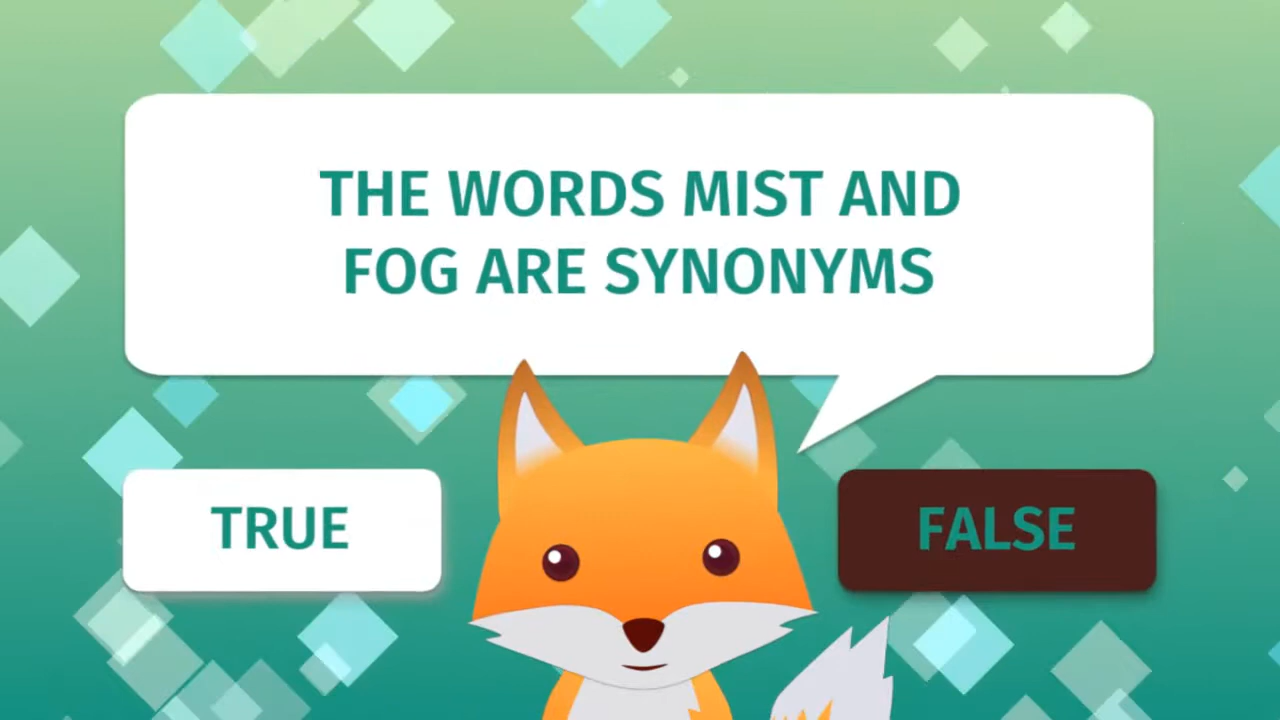 THE WORDS MIST AND
FOG ARE SYNONYMS
TRUE
FALSE